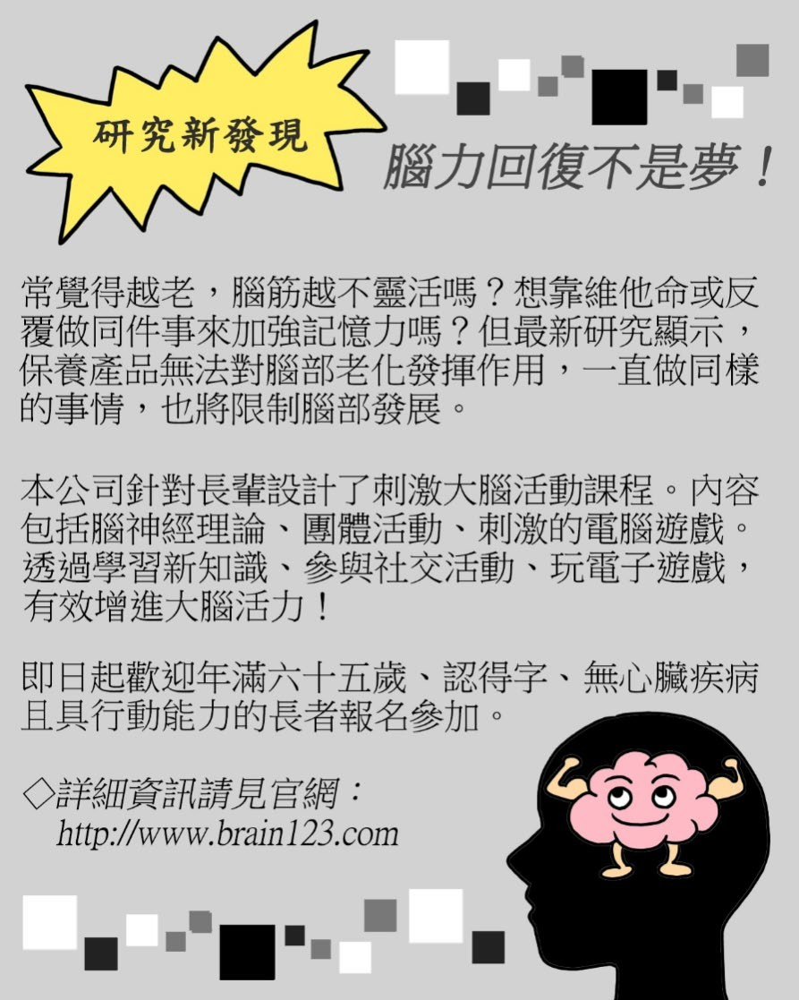 研究新發現
腦力回復不是夢！
常覺得越老，腦筋越不靈活嗎？想靠維他命或反
覆做同件事來加強記憶力嗎？但最新研究顯示，
保養產品無法對腦部老化發揮作用，一直做同樣
的事情，也將限制腦部發展。
本公司針對長輩設計了刺激大腦活動課程。內容
包括腦神經理論、團體活動、刺激的電腦遊戲。
透過學習新知識、參與社交活動、玩電子遊戲，
有效增進大腦活力！
即日起歡迎年滿六十五歲、認得字、無心臟疾病
且具行動能力的長者報名參加。
◇詳細資訊請見官網：
http://www.brain123.com